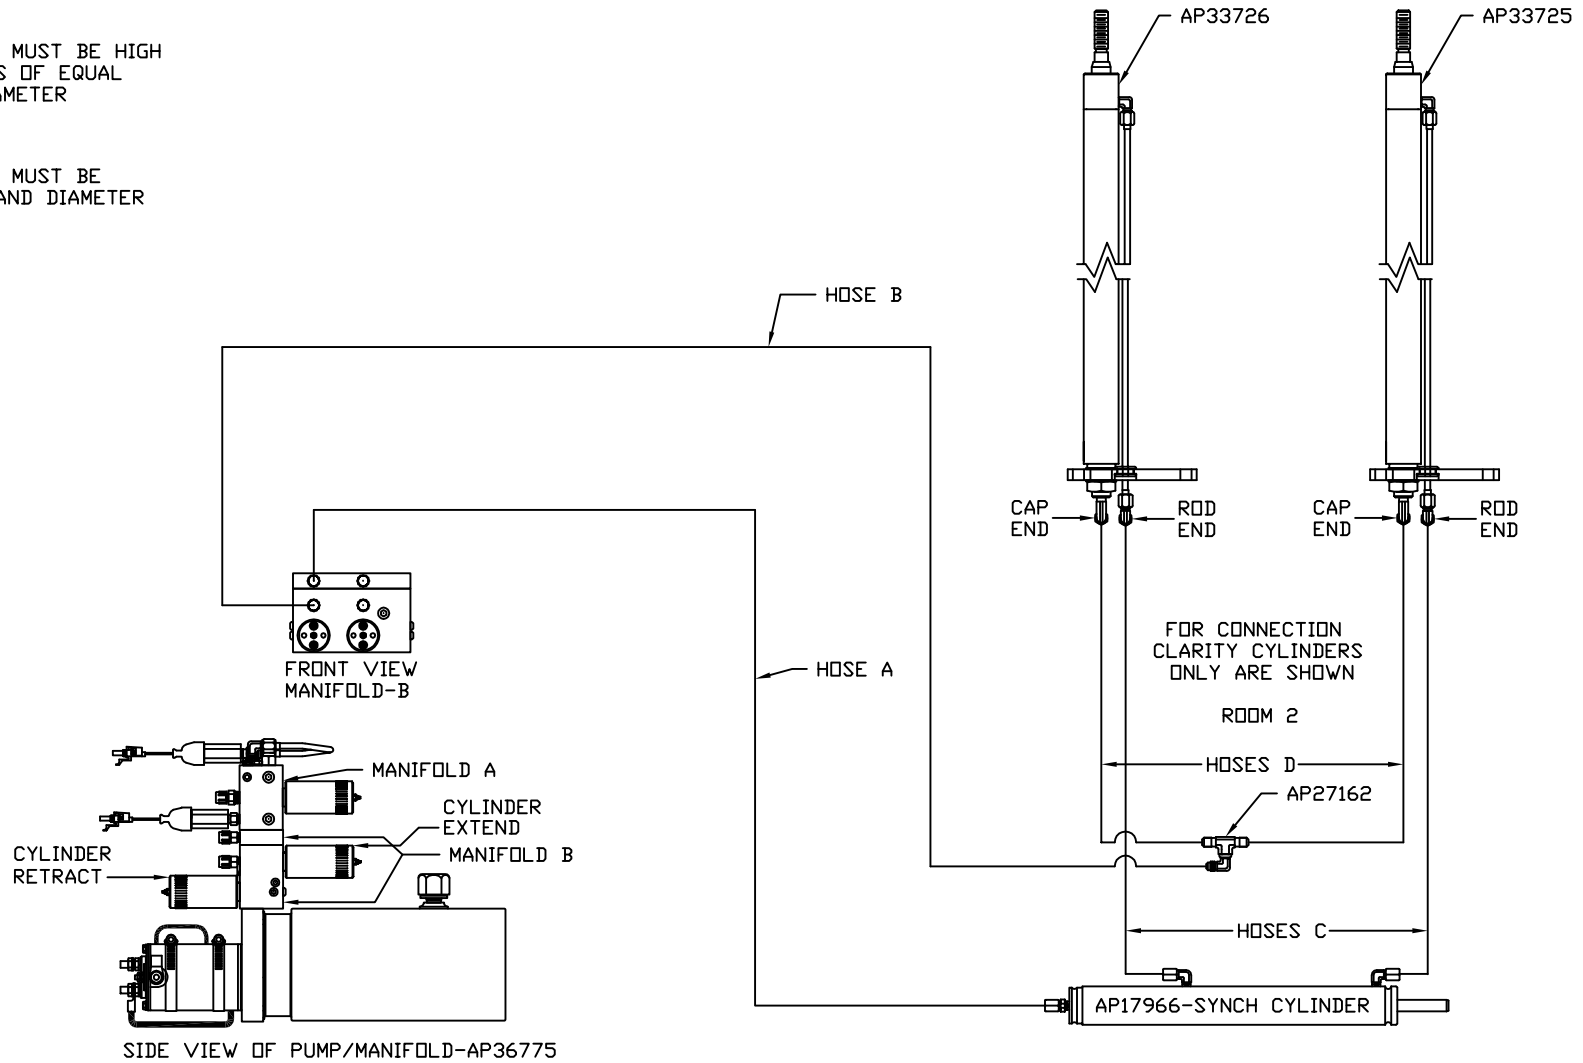 AP33726
AP33725
MUST BE HIGH
OF EQUAL
MUST BE
AND DIAMETER
HOSE B
CAP
END
ROD
END
CAP
END
ROD
END
FOR CONNECTION
CLARITY CYLINDERS
ONLY ARE SHOWN
ROOM 2
FRONT VIEW
MANIFOLD-B
HOSE A
HOSES D
AP27162
MANIFOLD A
CYLINDER
EXTEND
MANIFOLD B
CYLINDER
RETRACT
HOSES C
AP17966-SYNCH CYLINDER
SIDE VIEW OF PUMP/MANIFOLD-AP36775